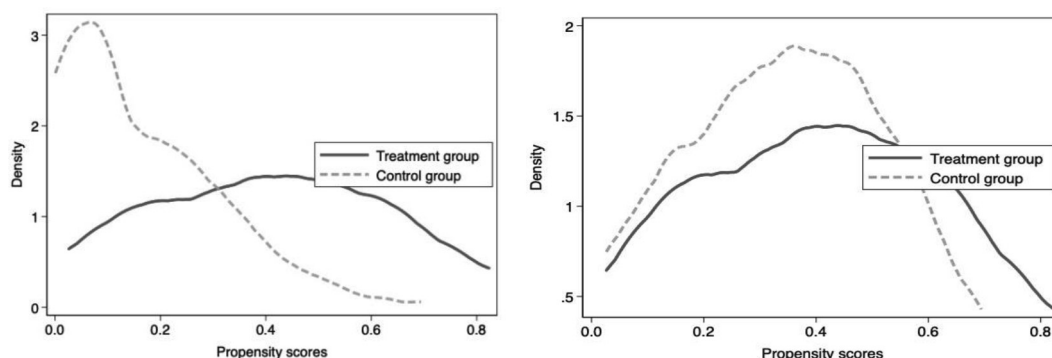 3
2
1
0
Density
Treatment group
Control group
0.0 0.2 0.4 0.6 0.8
Propensity scores
2
1.5
1
.5
Density
Treatment group
Control group
0.0 0.2 0.4 0.6 0.8
Propensity scores